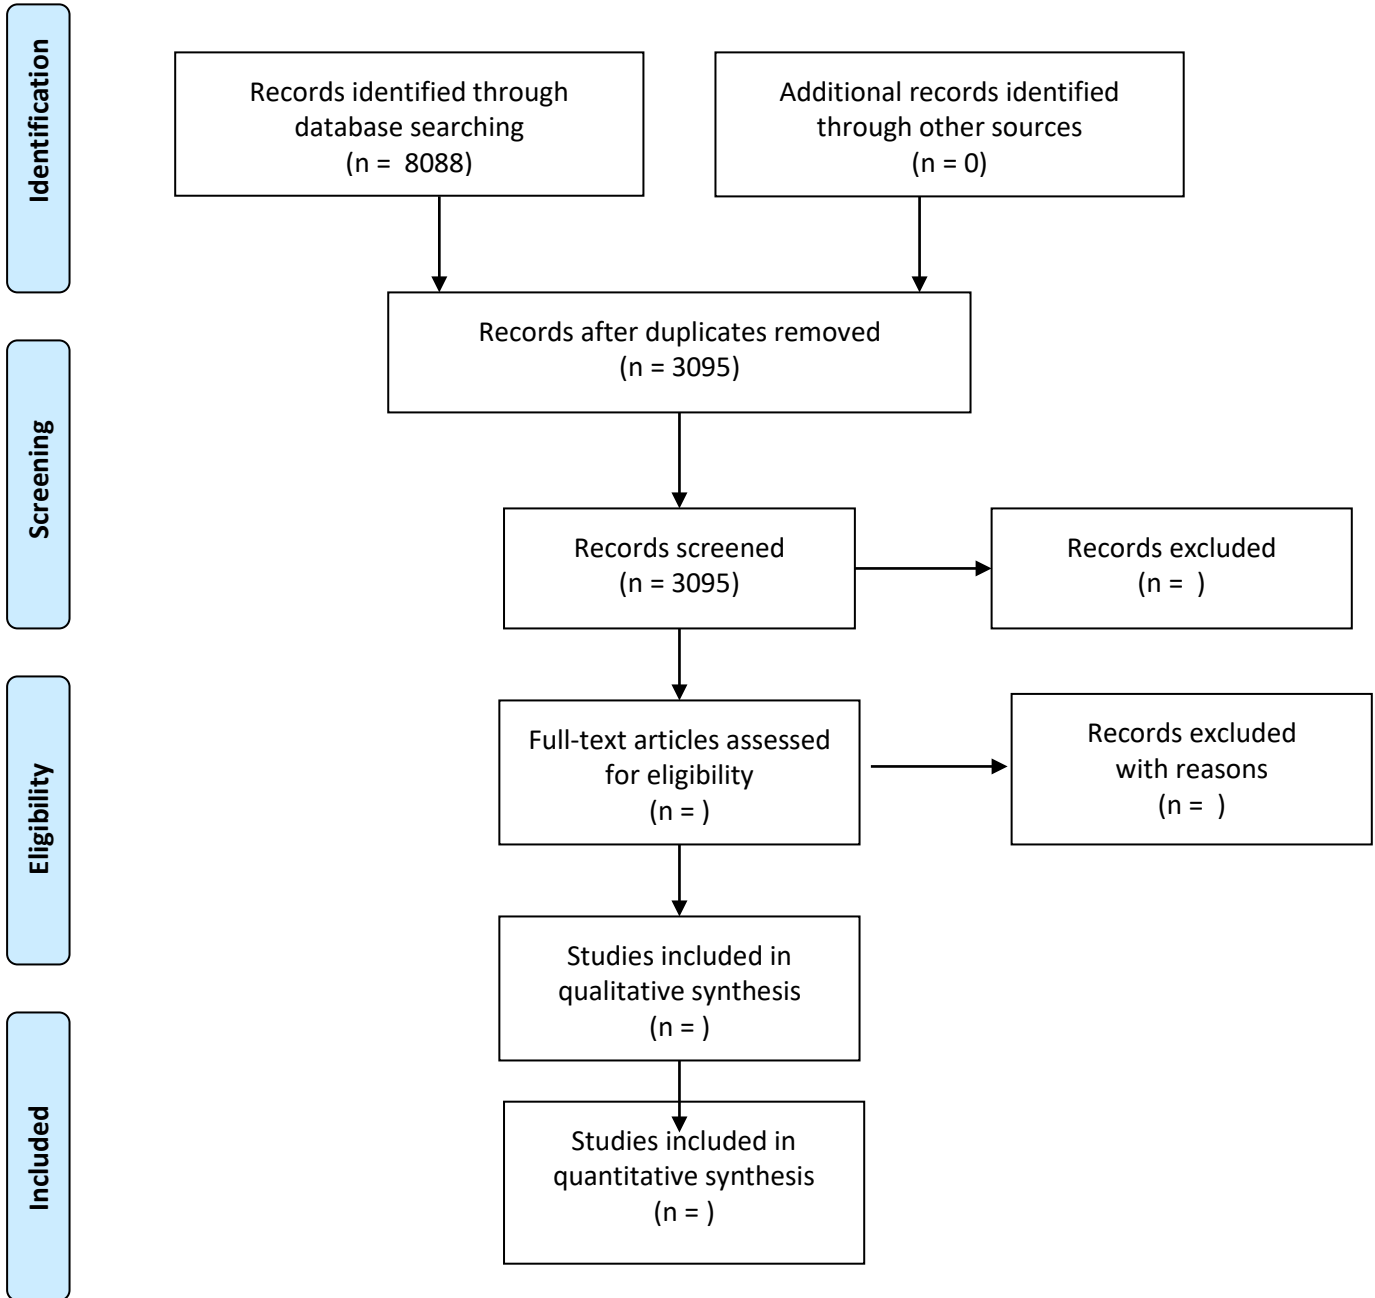 Identification
Records identified through
database searching
(n =  8088)
Additional records identified
through other sources
(n = 0)
Records after duplicates removed
(n = 3095)
Screening
Records screened
(n = 3095)
Records excluded
(n =  )
Eligibility
Full-text articles assessed
for eligibility
(n = )
Records excluded
with reasons
(n =  )
Studies included in
qualitative synthesis
(n = )
Included
Studies included in
quantitative synthesis
(n = )